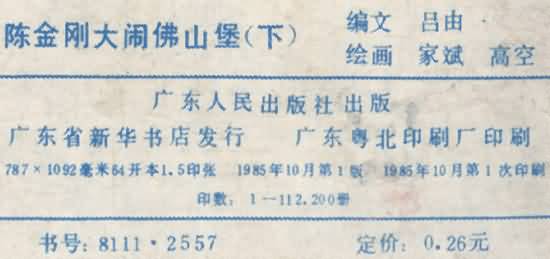 陈金刚大闹佛山堡(下)
编文 吕由
绘画 家斌 高空
广东人民出版社出版
广东省新华书店发行 广东粤北印刷厂印刷
787×1092毫米64开本1.5印张 1985年10月第1版 1985年10月第1次印刷
印数：1—112,200册
书号：8111·2557 定价：0.26元